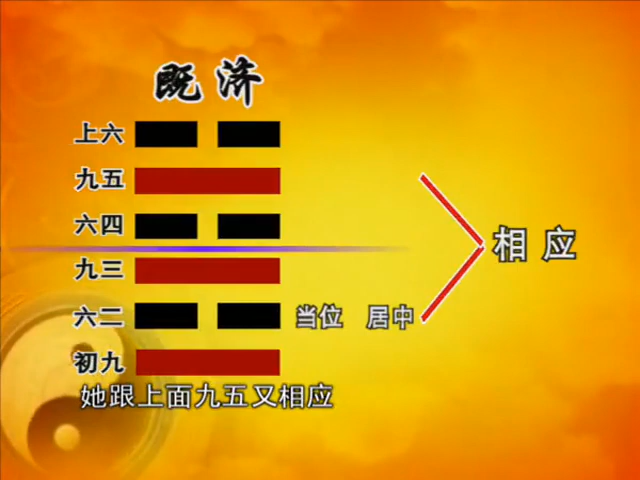 既济
上六
九五
六四
九三
六二 当位 居中
初九
相应
她跟上面九五又相应